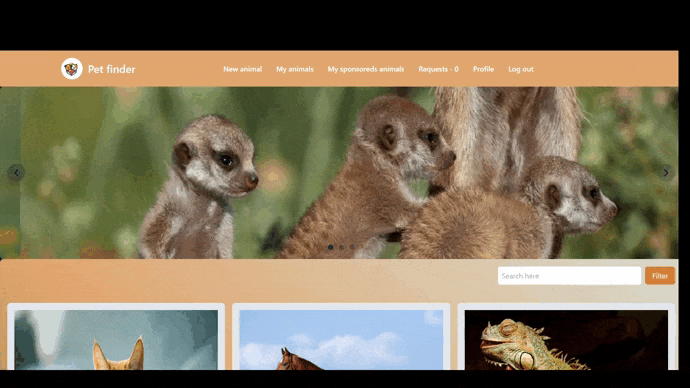 Pet finder
New animal My animals My sponsoreds animals Requests - 0 Profile Log out
Search here
Filter